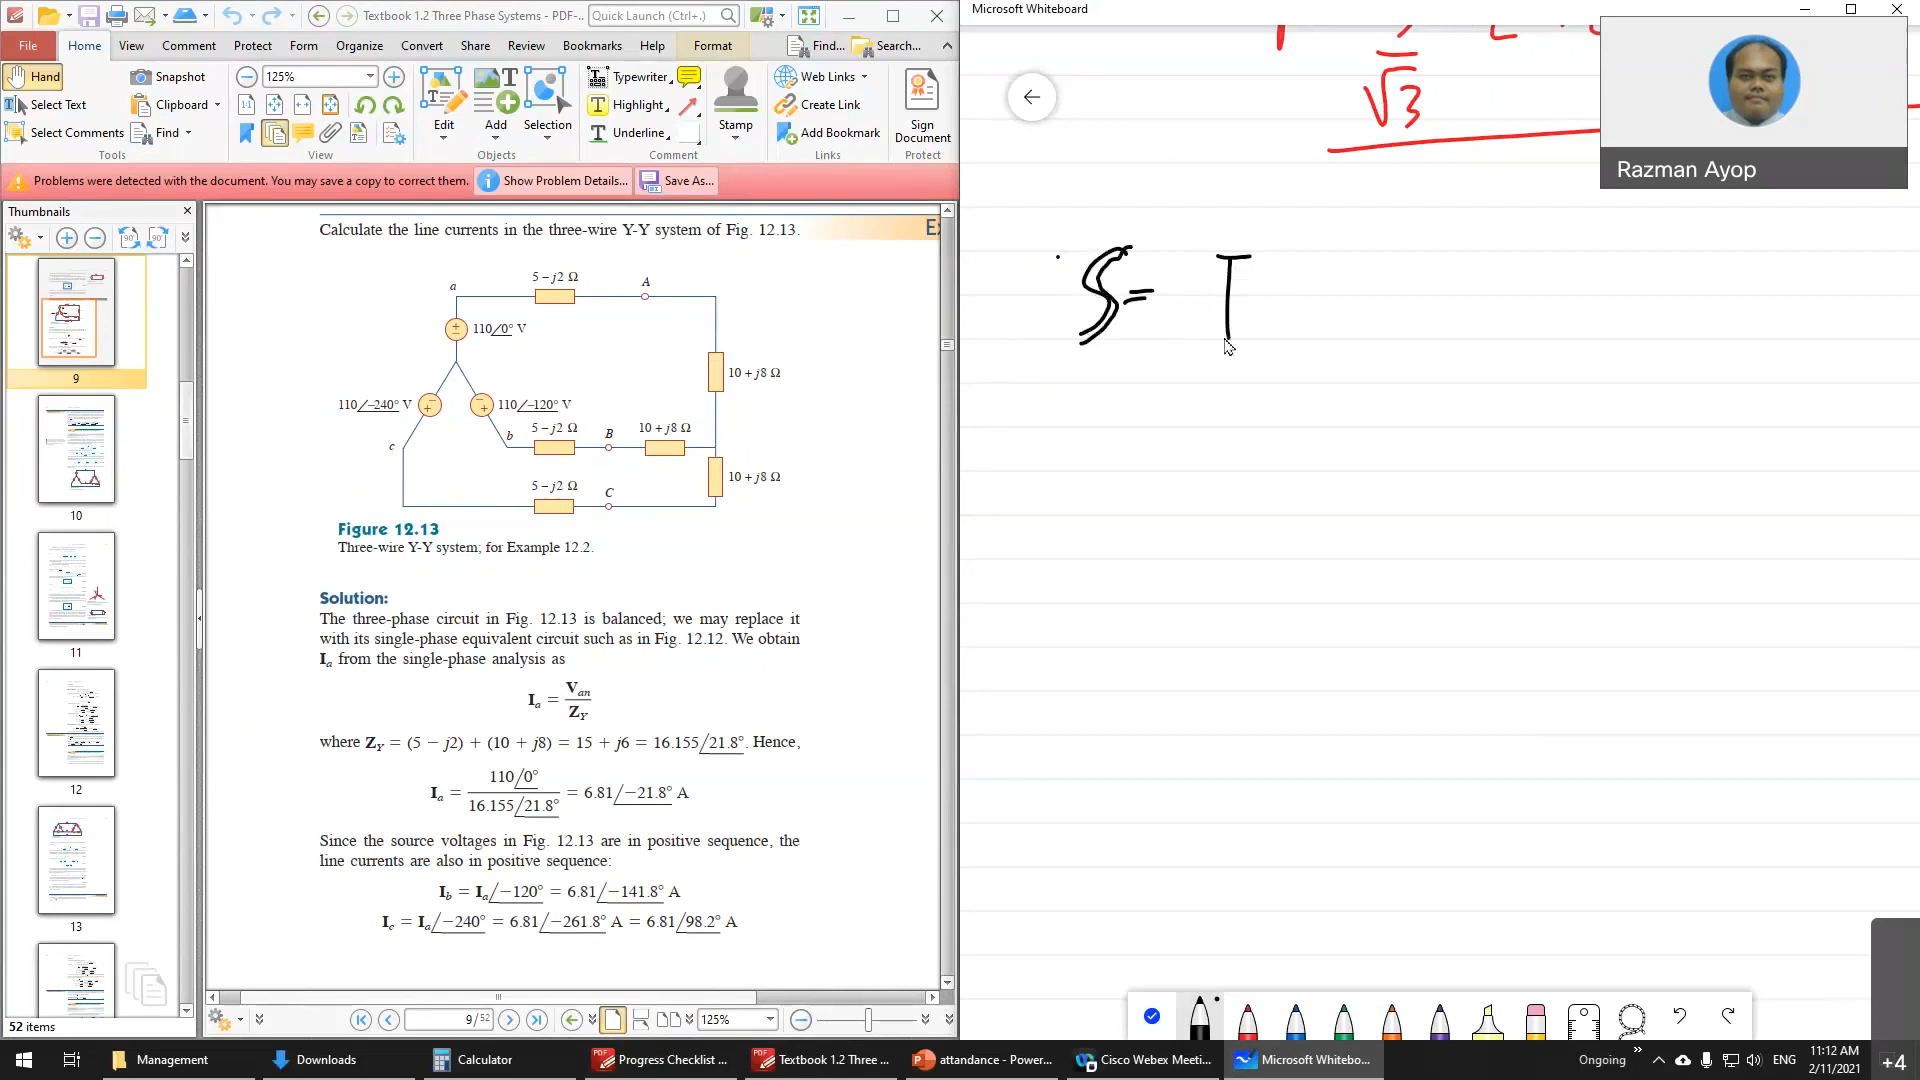 Textbook 1.2 Three Phase Systems -. PDF-...
Quick Launch (Ctrl+.)
Microsoft Whiteboard
File Home View Comment Protect Form Organize Convert Share Review Bookmarks Help Format Find... Search...
Hand Snapshot 125% Typewriter Web Links
Select Text Clipboard Highlight Create Link
Select Comments Find Edit Add Selection Underline Stamp Add Bookmark Sign Document
Tools View Objects Comment Links Protect
Problems were detected with the document. You may save a copy to correct them. Show Problem Details... Save As...
Thumbnails
9
10
11
12
13
52 items
Calculate the line currents in the three-wire Y-Y system of Fig. 12.13.
5 − j2 Ω
A
a
110/0° V
10 + j8 Ω
110/−240° V
110/−120° V
5 − j2 Ω
B
10 + j8 Ω
b
c
5 − j2 Ω
C
10 + j8 Ω
Figure 12.13
Three-wire Y-Y system; for Example 12.2.
Solution:
The three-phase circuit in Fig. 12.13 is balanced; we may replace it
with its single-phase equivalent circuit such as in Fig. 12.12. We obtain
Ia from the single-phase analysis as
Ia = Van / ZY
where ZY = (5 − j2) + (10 + j8) = 15 + j6 = 16.155/21.8°. Hence,
Ia = 110/0° / 16.155/21.8° = 6.81/−21.8° A
Since the source voltages in Fig. 12.13 are in positive sequence, the
line currents are also in positive sequence:
Ib = Ia/−120° = 6.81/−141.8° A
Ic = Ia/−240° = 6.81/−261.8° A = 6.81/98.2° A
9 / 52
125%
√3
Razman Ayop
S =
Management Downloads Calculator Progress Checklist ... Textbook 1.2 Three ... attandance - Power... Cisco Webex Meeti... Microsoft Whitebo...
Ongoing ENG
11:12 AM
2/11/2021
+4